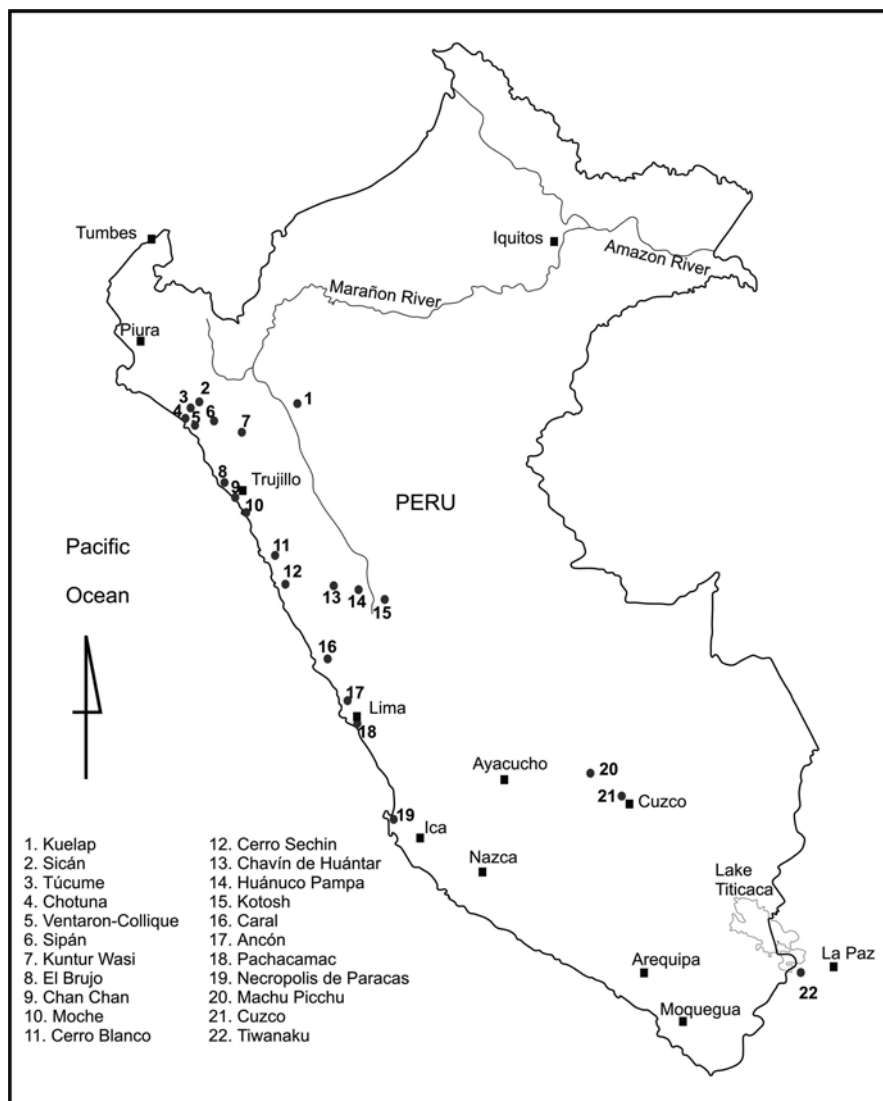 Tumbes
Iquitos
Amazon River
Marañon River
Piura
2
3
1
4
5
6
7
8
Trujillo
9
10
PERU
Pacific
Ocean
11
12
13
14
15
16
17
Lima
18
Ayacucho
20
21
Cuzco
19
Ica
Nazca
Lake
Titicaca
Arequipa
La Paz
22
Moquegua
1. Kuelap
2. Sicán
3. Túcume
4. Chotuna
5. Ventaron-Collique
6. Sipán
7. Kuntur Wasi
8. El Brujo
9. Chan Chan
10. Moche
11. Cerro Blanco
12. Cerro Sechin
13. Chavín de Huántar
14. Huánuco Pampa
15. Kotosh
16. Caral
17. Ancón
18. Pachacamac
19. Necropolis de Paracas
20. Machu Picchu
21. Cuzco
22. Tiwanaku